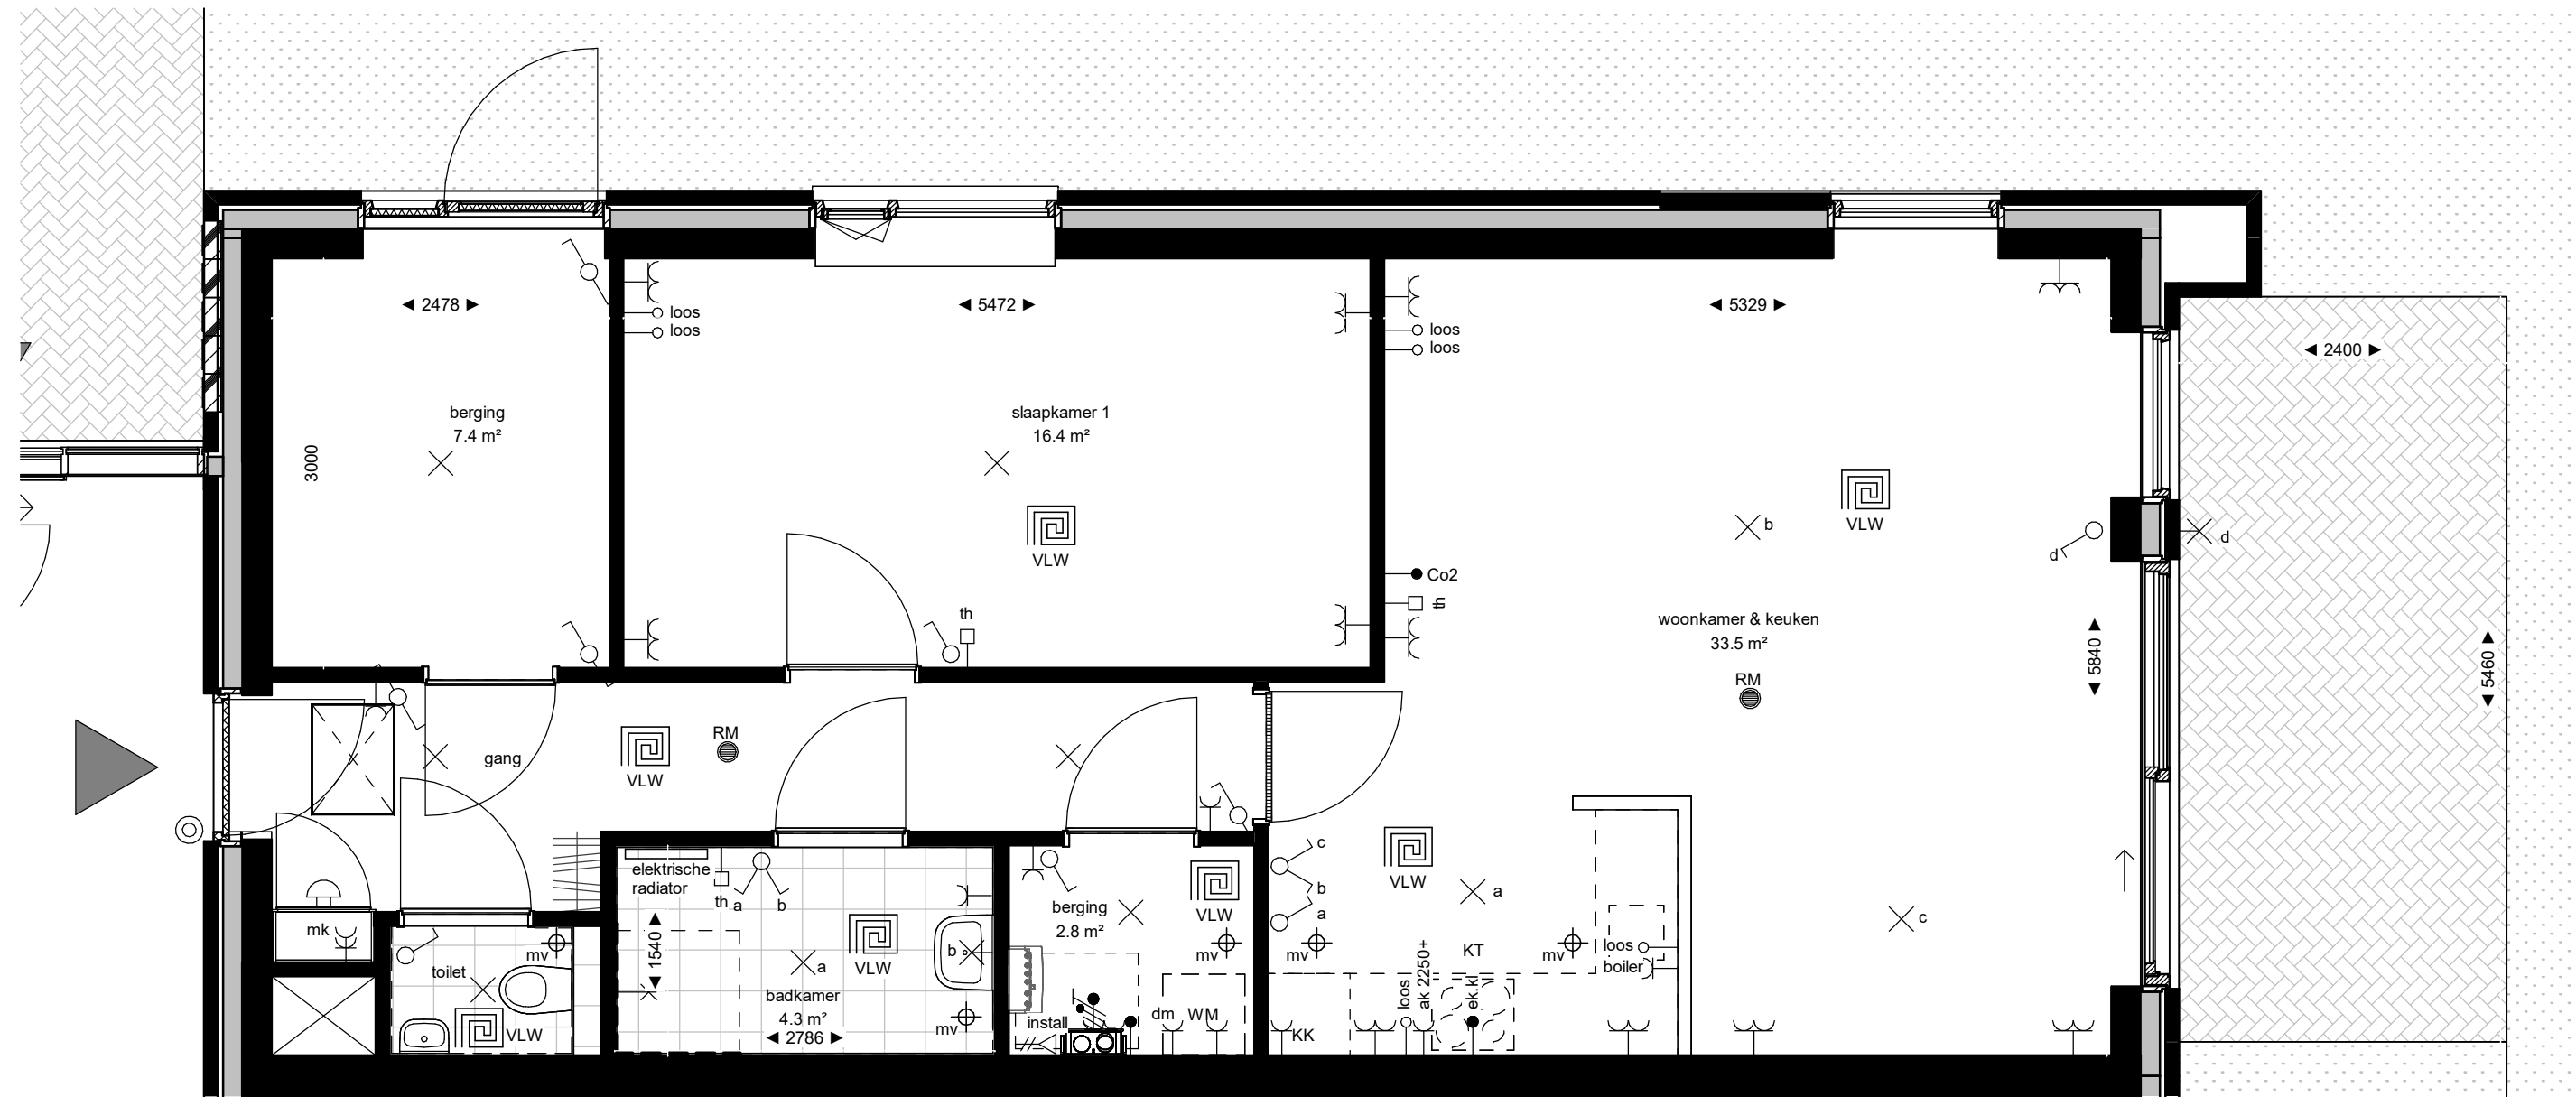 ◄ 2478 ►
loos
loos
◄ 5472 ►
loos
loos
◄ 5329 ►
◄ 2400 ►
berging
7.4 m²
3000
slaapkamer 1
16.4 m²
VLW
b
VLW
d
d
Co2
th
th
woonkamer & keuken
33.5 m²
◄ 5840 ►
◄ 5460 ►
RM
gang
VLW
RM
elektrische
radiator
th
a
b
◄ 1540 ►
VLW
b
a
badkamer
4.3 m²
◄ 2786 ►
mv
mk
toilet
mv
VLW
berging
2.8 m²
VLW
mv
install
dm
WM
c
b
a
VLW
a
c
mv
KT
mv
loos
boiler
loos
ak 2250+
ek.kl
KK